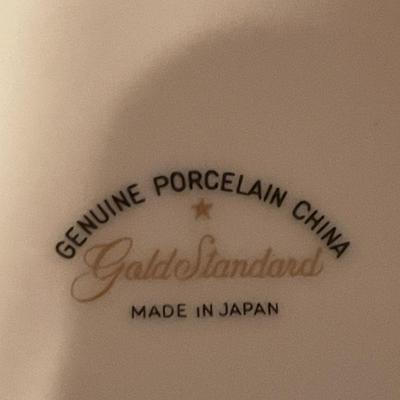 GENUINE PORCELAIN CHINA
Gold Standard
MADE IN JAPAN